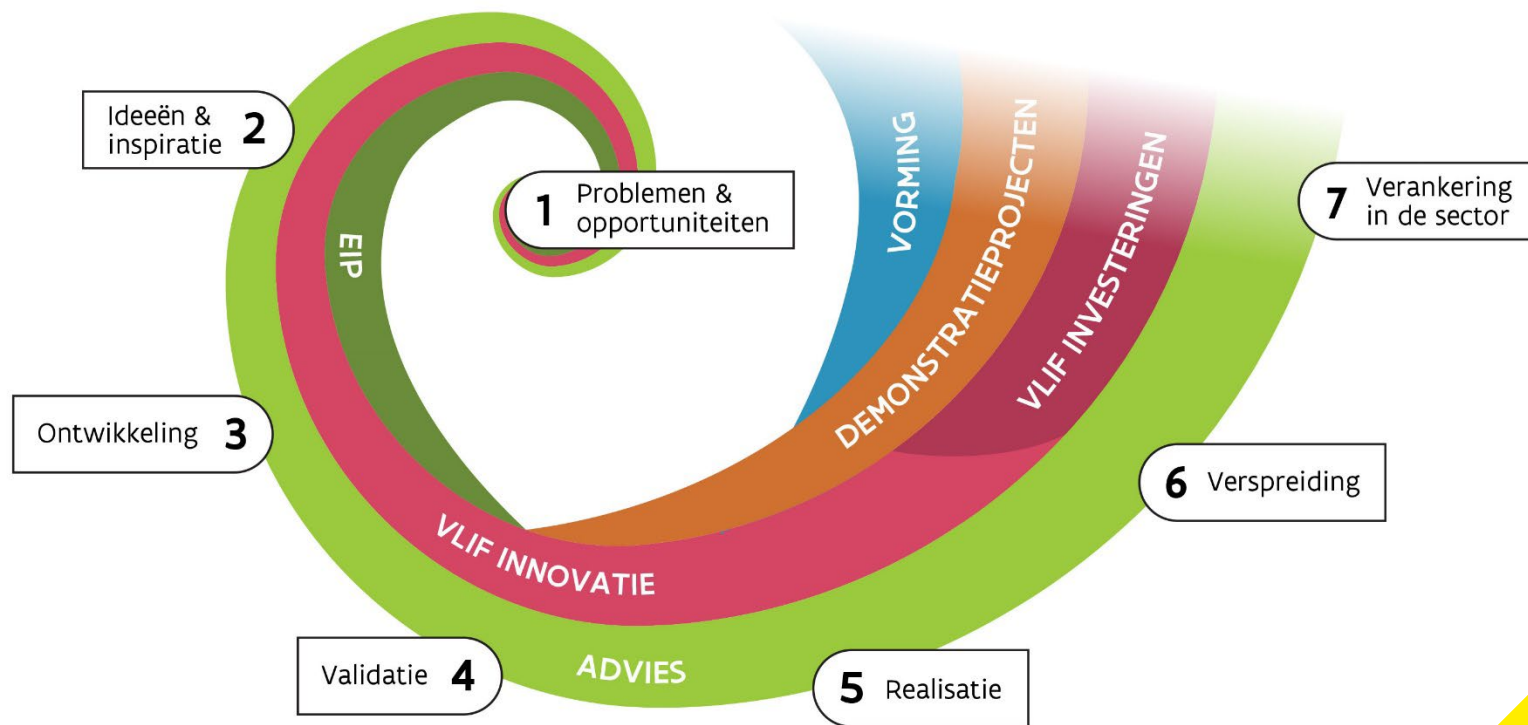 1 Problemen &
opportuniteiten
Ideeën & 2
inspiratie
Ontwikkeling 3
Validatie 4
5 Realisatie
6 Verspreiding
7 Verankering
in de sector
EIP
VLIF INNOVATIE
ADVIES
VORMING
DEMONSTRATIEPROJECTEN
VLIF INVESTERINGEN